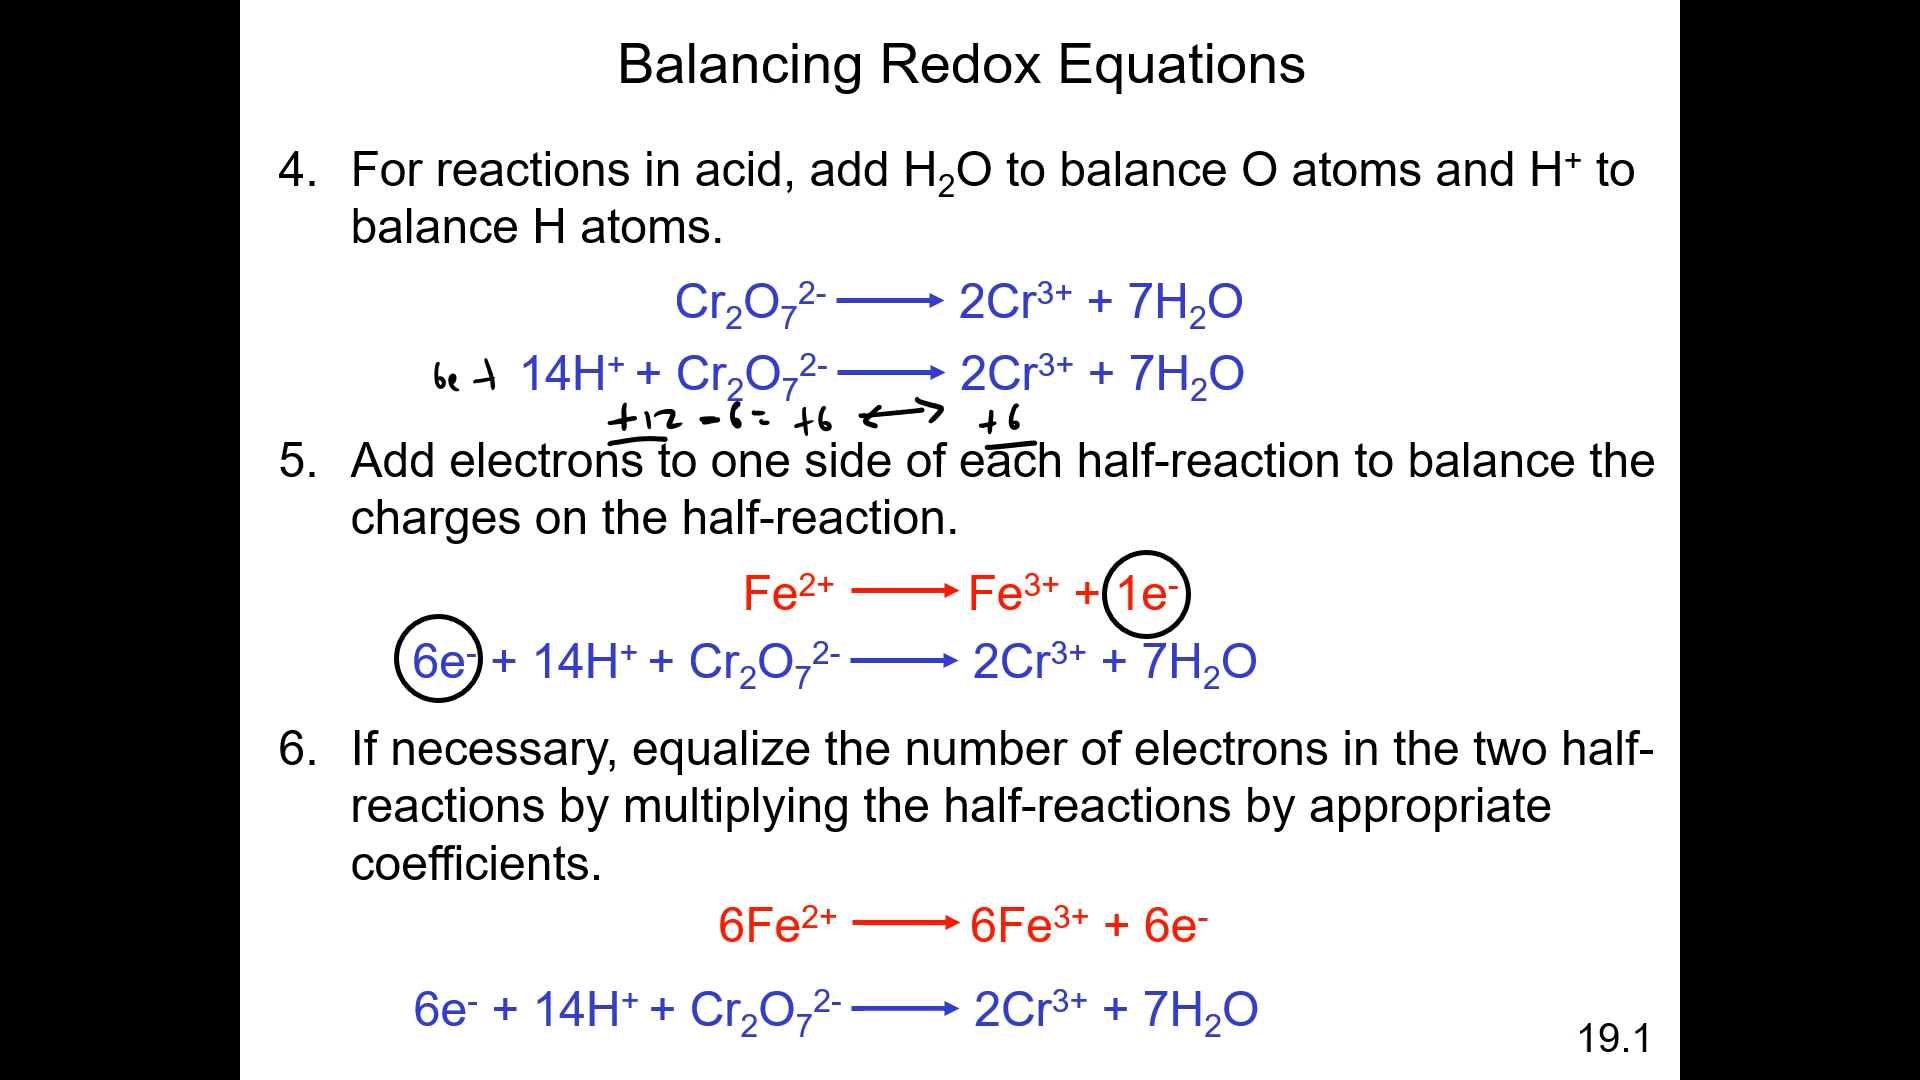 Balancing Redox Equations
4. For reactions in acid, add H₂O to balance O atoms and H⁺ to
balance H atoms.
Cr₂O₇²⁻ ⟶ 2Cr³⁺ + 7H₂O
6e + 14H⁺ + Cr₂O₇²⁻ ⟶ 2Cr³⁺ + 7H₂O
+12 - 6 = +6 ⟷ +6
5. Add electrons to one side of each half-reaction to balance the
charges on the half-reaction.
Fe²⁺ ⟶ Fe³⁺ + 1e⁻
6e⁻ + 14H⁺ + Cr₂O₇²⁻ ⟶ 2Cr³⁺ + 7H₂O
6. If necessary, equalize the number of electrons in the two half-
reactions by multiplying the half-reactions by appropriate
coefficients.
6Fe²⁺ ⟶ 6Fe³⁺ + 6e⁻
6e⁻ + 14H⁺ + Cr₂O₇²⁻ ⟶ 2Cr³⁺ + 7H₂O
19.1